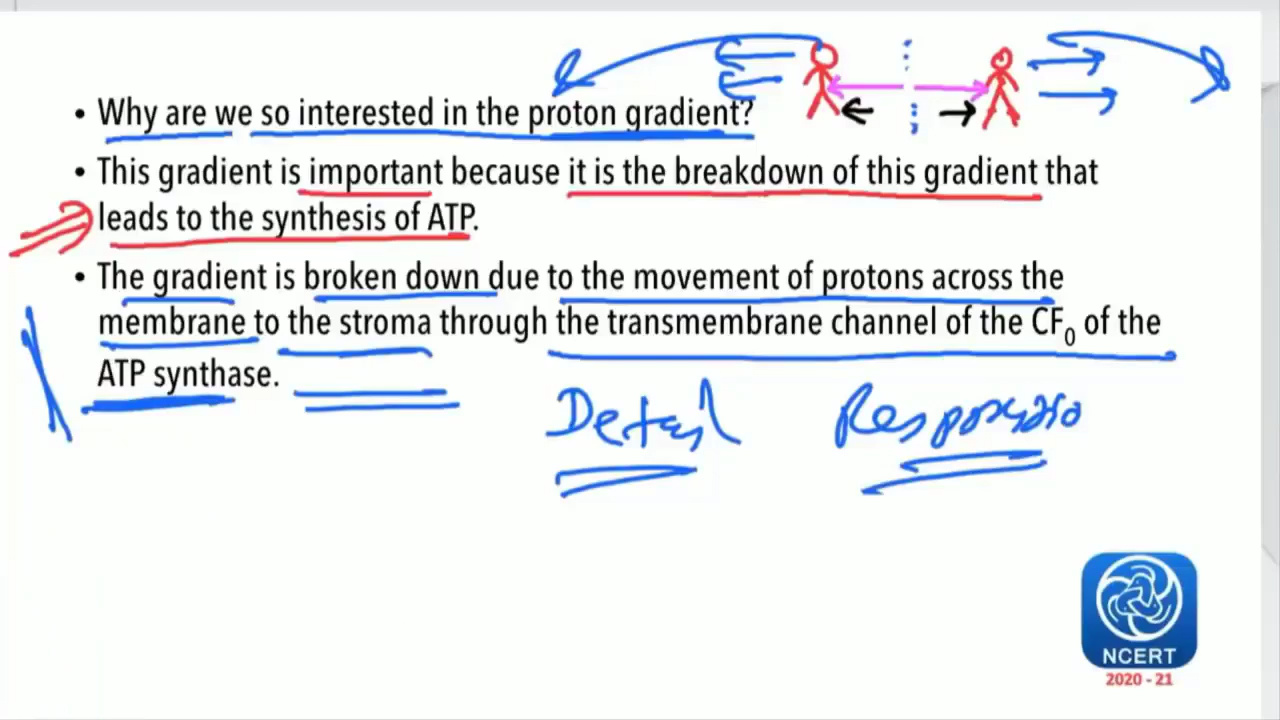 • Why are we so interested in the proton gradient?
• This gradient is important because it is the breakdown of this gradient that
leads to the synthesis of ATP.
• The gradient is broken down due to the movement of protons across the
membrane to the stroma through the transmembrane channel of the CF₀ of the
ATP synthase.
Detail
NCERT
2020 - 21